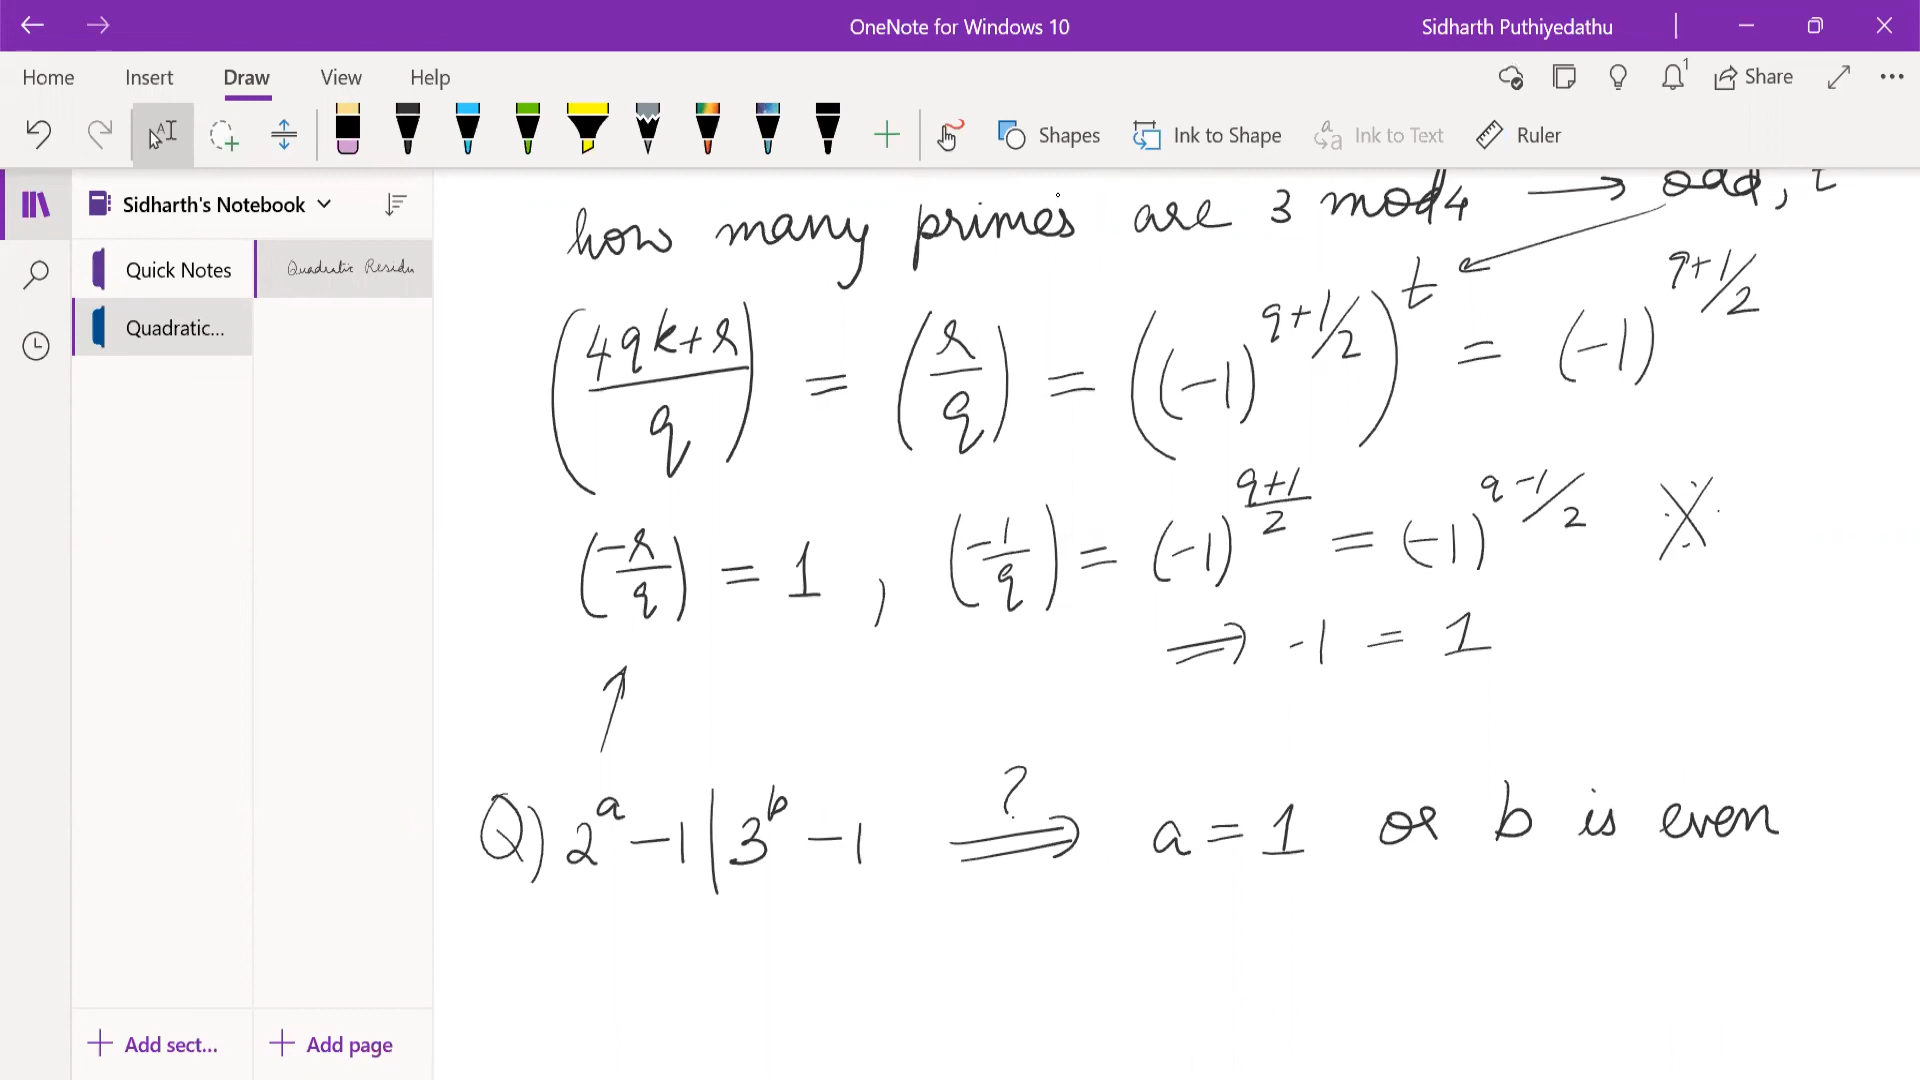 OneNote for Windows 10
Sidharth Puthiyedathu
Home Insert Draw View Help
1 Share
Shapes Ink to Shape Ink to Text Ruler
Sidharth's Notebook
Quick Notes
Quadratic...
Quadratic Residu
how many primes are 3 mod4 → odd, t
((4qk+r)/q) = (r/q) = ((-1)^(q+1/2))^t = (-1)^(q+1/2)
(-r/q) = 1 , (-1/q) = (-1)^((q+1)/2) = (-1)^(q-1/2) ※
⟹ -1 = 1
↑
Q) 2^a - 1 | 3^b - 1 ⟹? a = 1 or b is even
Add sect... Add page